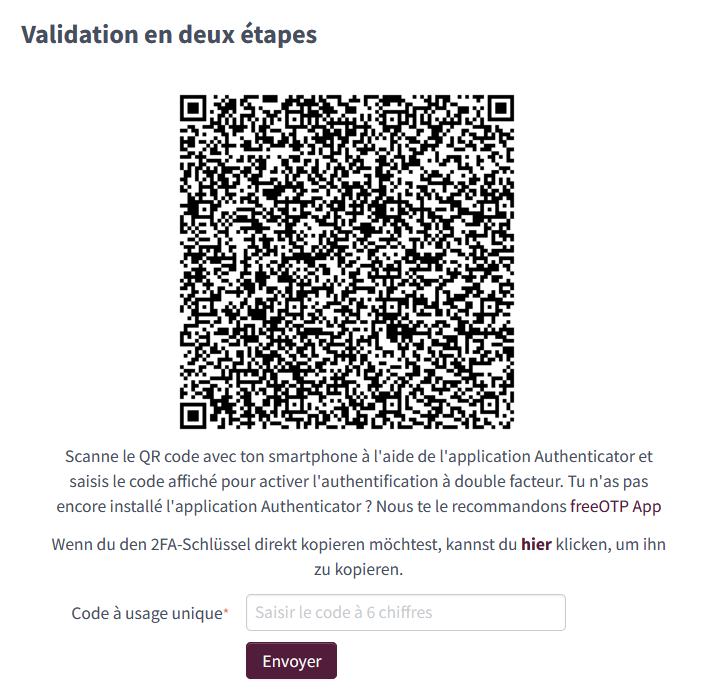 Validation en deux étapes
Scanne le QR code avec ton smartphone à l'aide de l'application Authenticator et
saisis le code affiché pour activer l'authentification à double facteur. Tu n'as pas
encore installé l'application Authenticator ? Nous te le recommandons freeOTP App
Wenn du den 2FA-Schlüssel direkt kopieren möchtest, kannst du hier klicken, um ihn
zu kopieren.
Code à usage unique*
Saisir le code à 6 chiffres
Envoyer